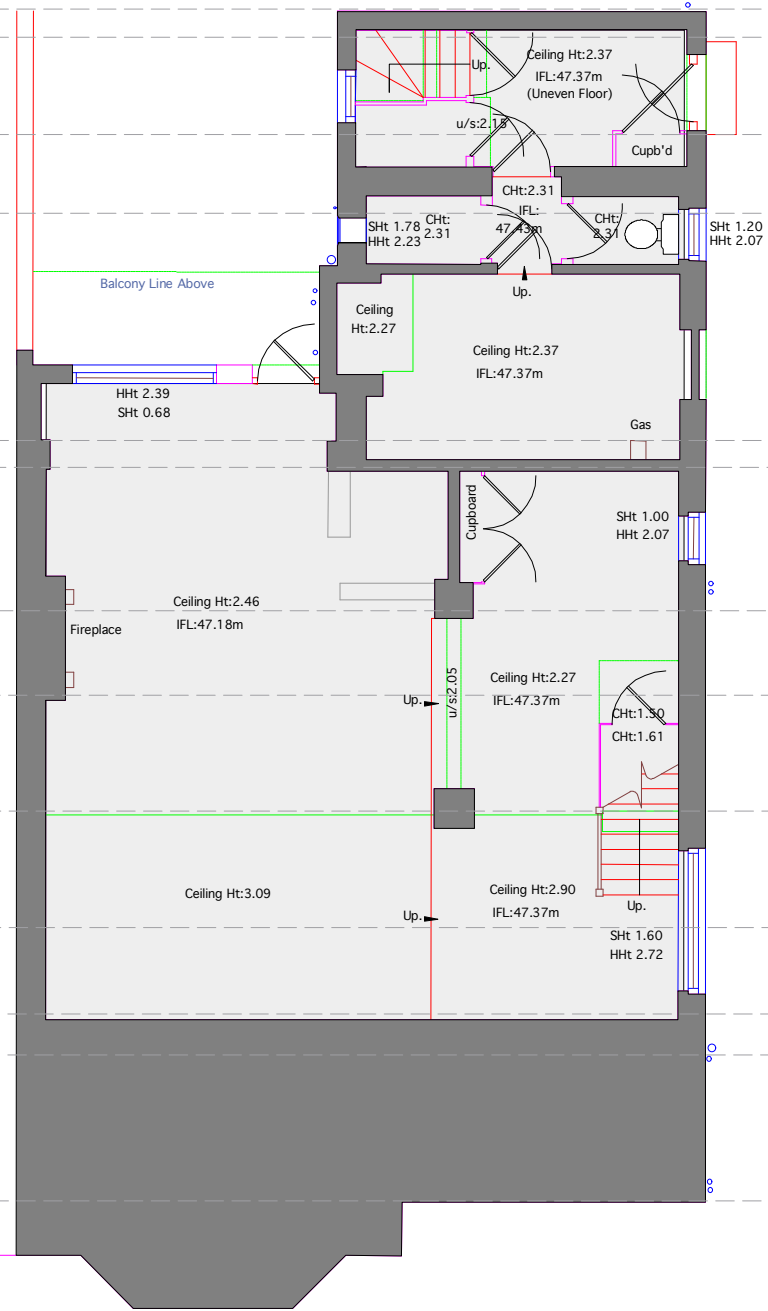 Ceiling Ht:2.37
Up.
IFL:47.37m
(Uneven Floor)
u/s:2.15
Cupb'd
CHt:2.31
IFL:
47.43m
SHt 1.78
HHt 2.23
CHt:
2.31
CHt:
2.31
SHt 1.20
HHt 2.07
Balcony Line Above
Up.
Ceiling
Ht:2.27
Ceiling Ht:2.37
IFL:47.37m
HHt 2.39
SHt 0.68
Gas
Cupboard
SHt 1.00
HHt 2.07
Ceiling Ht:2.46
IFL:47.18m
Fireplace
Up.
u/s:2.05
Ceiling Ht:2.27
IFL:47.37m
CHt:1.50
CHt:1.61
Ceiling Ht:3.09
Up.
Ceiling Ht:2.90
IFL:47.37m
Up.
SHt 1.60
HHt 2.72